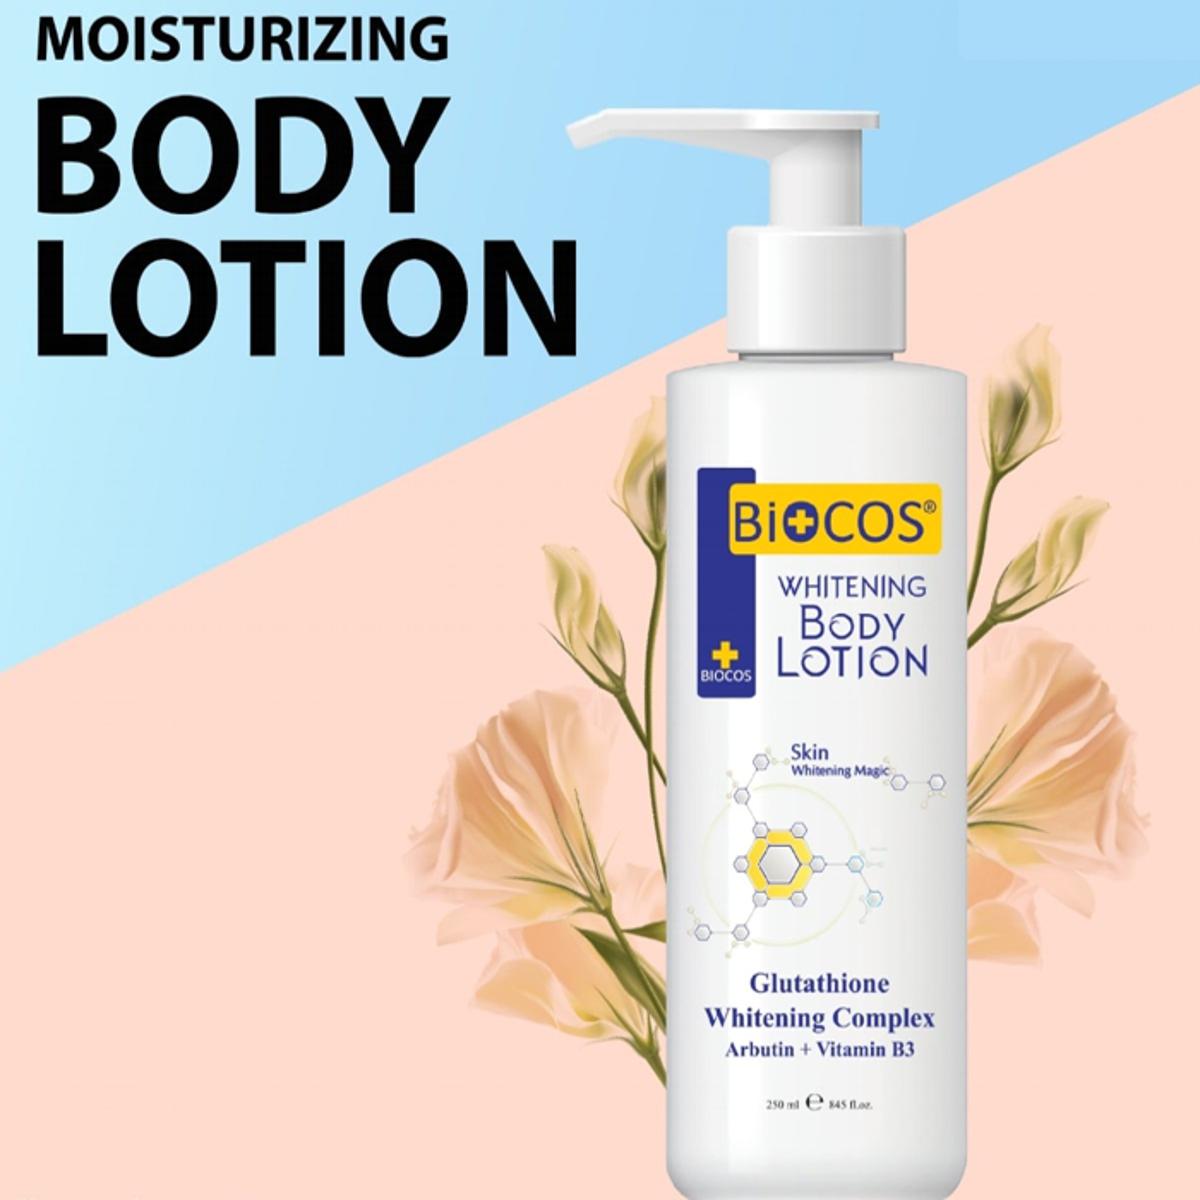 MOISTURIZING
BODY
LOTION
BiOCOS®
WHITENING
BODY
LOTION
BIOCOS
Skin
Whitening Magic
Glutathione
Whitening Complex
Arbutin + Vitamin B3
250 ml ℮ 845 fl.oz.